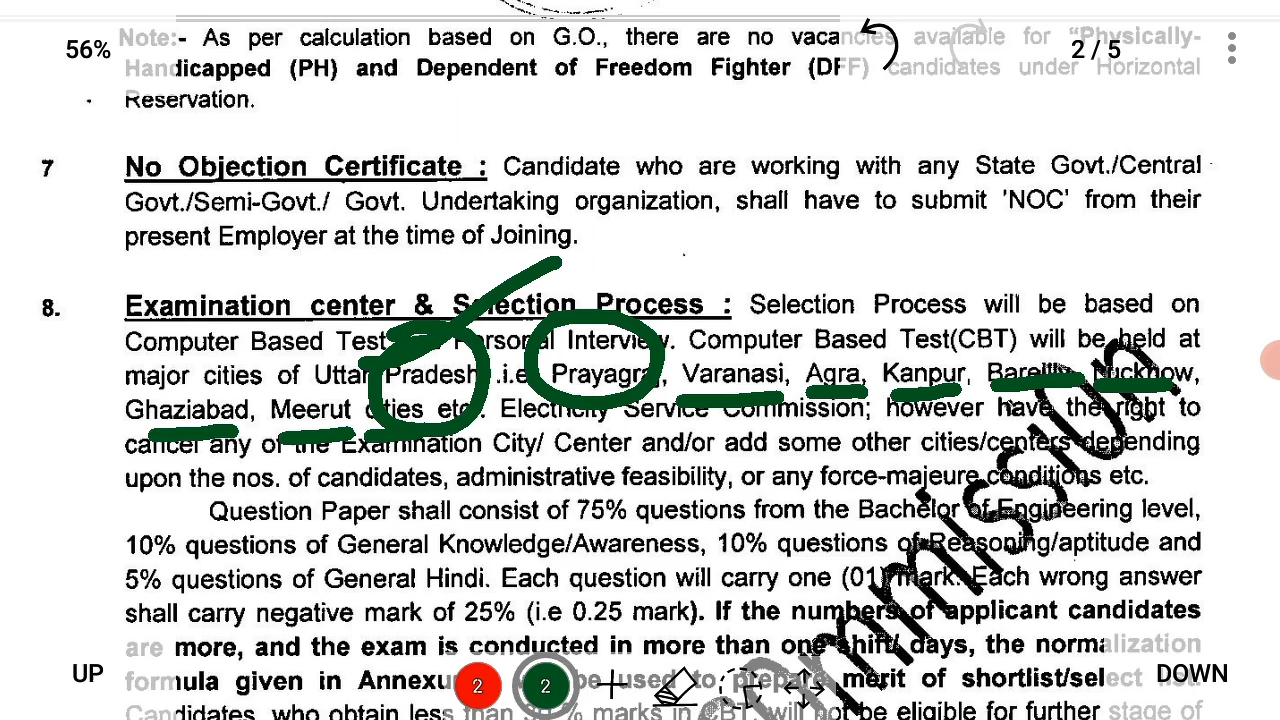 56%
2 / 5
Note:- As per calculation based on G.O., there are no vacancies available for “Physically-
Handicapped (PH) and Dependent of Freedom Fighter (DFF) candidates under Horizontal
Reservation.
7 No Objection Certificate : Candidate who are working with any State Govt./Central
Govt./Semi-Govt./ Govt. Undertaking organization, shall have to submit 'NOC' from their
present Employer at the time of Joining.
8. Examination center & Selection Process : Selection Process will be based on
Computer Based Test Personal Interview. Computer Based Test(CBT) will be held at
major cities of Uttar Pradesh .i.e. Prayagraj, Varanasi, Agra, Kanpur, Bareilly, Lucknow,
Ghaziabad, Meerut cities etc. Electricity Service Commission; however have the right to
cancel any of the Examination City/ Center and/or add some other cities/centers depending
upon the nos. of candidates, administrative feasibility, or any force-majeure conditions etc.
Question Paper shall consist of 75% questions from the Bachelor of Engineering level,
10% questions of General Knowledge/Awareness, 10% questions of Reasoning/aptitude and
5% questions of General Hindi. Each question will carry one (01) mark. Each wrong answer
shall carry negative mark of 25% (i.e 0.25 mark). If the numbers of applicant candidates
are more, and the exam is conducted in more than one shift/ days, the normalization
formula given in be used to prepare merit of shortlist/select
Candidates, who obtain less than % marks in CBT, will not be eligible for further stage of
UP
2
2
DOWN